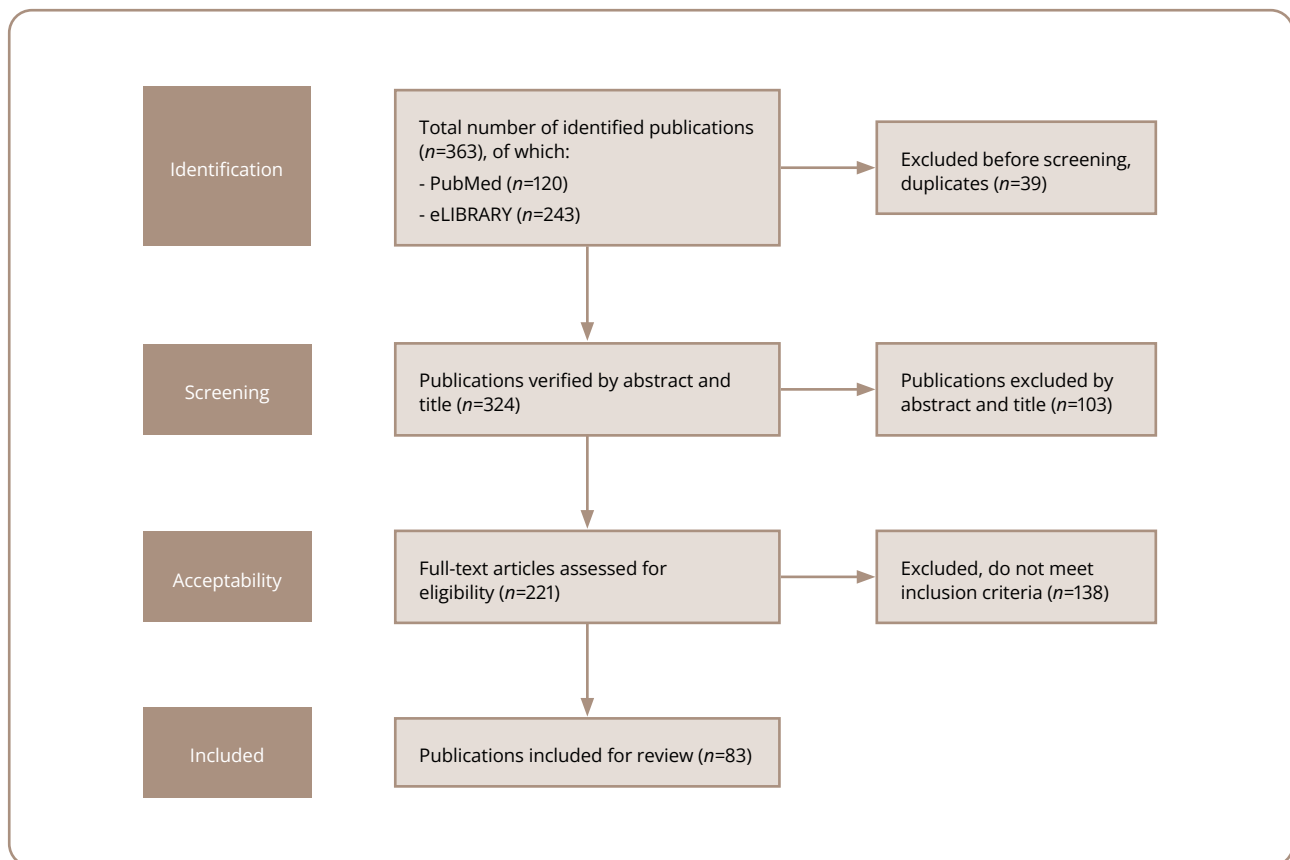 Identification
Total number of identified publications
(n=363), of which:
- PubMed (n=120)
- eLIBRARY (n=243)
Excluded before screening,
duplicates (n=39)
Screening
Publications verified by abstract and
title (n=324)
Publications excluded by
abstract and title (n=103)
Acceptability
Full-text articles assessed for
eligibility (n=221)
Excluded, do not meet
inclusion criteria (n=138)
Included
Publications included for review (n=83)